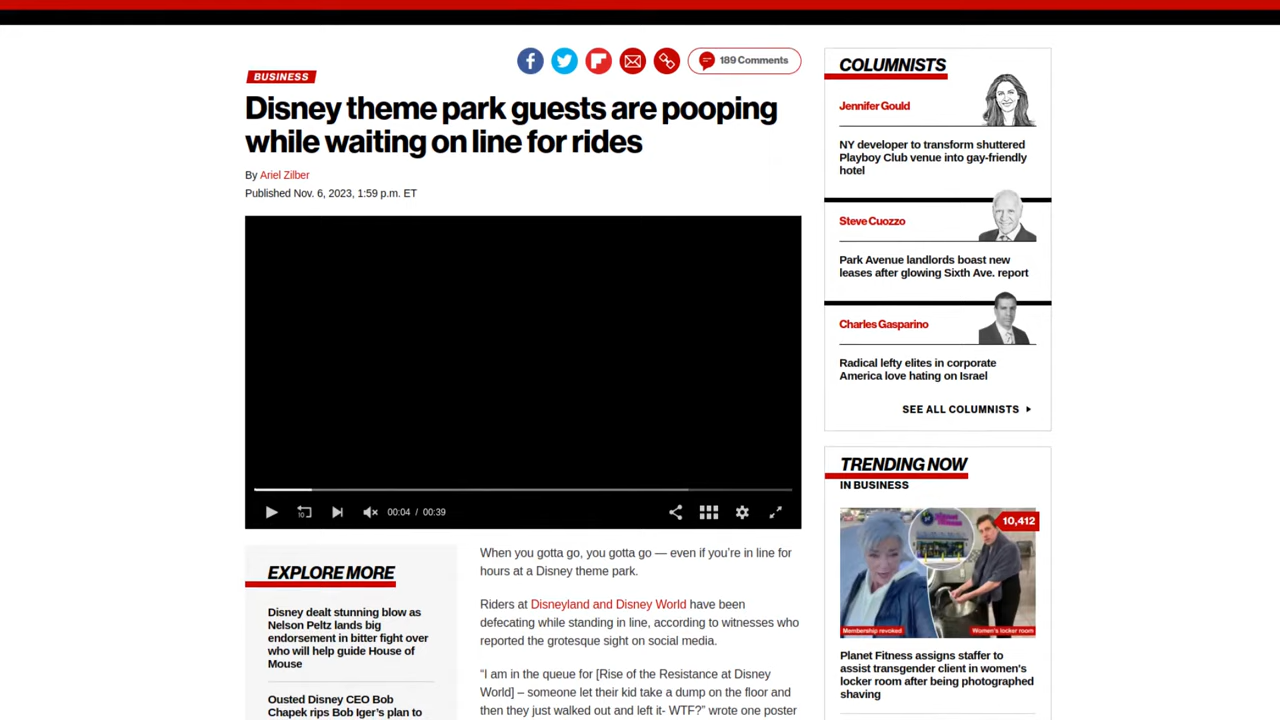 189 Comments
BUSINESS
Disney theme park guests are pooping
while waiting on line for rides
By Ariel Zilber
Published Nov. 6, 2023, 1:59 p.m. ET
10
00:04 / 00:39
EXPLORE MORE
Disney dealt stunning blow as
Nelson Peltz lands big
endorsement in bitter fight over
who will help guide House of
Mouse
Ousted Disney CEO Bob
Chapek rips Bob Iger’s plan to
When you gotta go, you gotta go — even if you’re in line for
hours at a Disney theme park.
Riders at Disneyland and Disney World have been
defecating while standing in line, according to witnesses who
reported the grotesque sight on social media.
“I am in the queue for [Rise of the Resistance at Disney
World] – someone let their kid take a dump on the floor and
then they just walked out and left it- WTF?” wrote one poster
COLUMNISTS
Jennifer Gould
NY developer to transform shuttered
Playboy Club venue into gay-friendly
hotel
Steve Cuozzo
Park Avenue landlords boast new
leases after glowing Sixth Ave. report
Charles Gasparino
Radical lefty elites in corporate
America love hating on Israel
SEE ALL COLUMNISTS
TRENDING NOW
IN BUSINESS
10,412
Membership revoked
Women's locker room
Planet Fitness assigns staffer to
assist transgender client in women's
locker room after being photographed
shaving